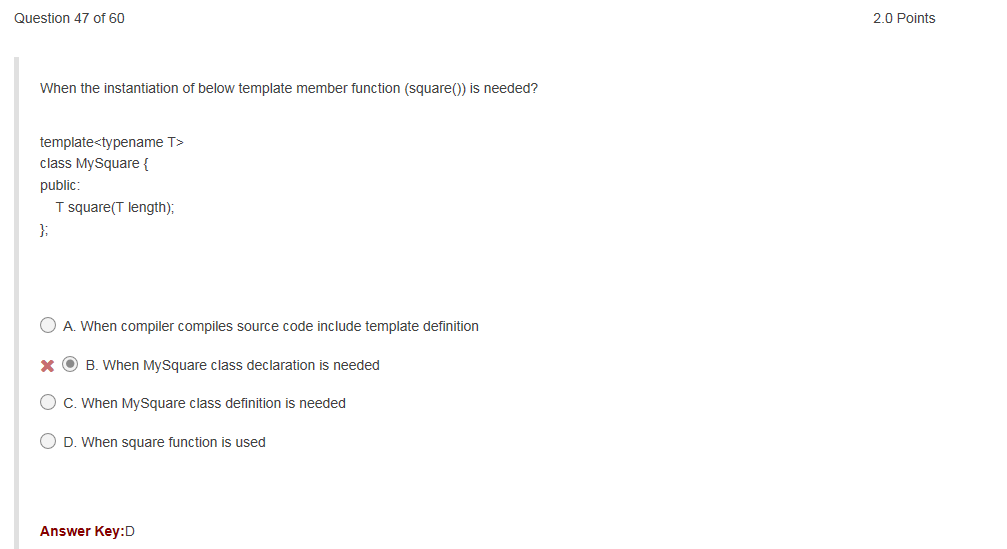 Question 47 of 60
2.0 Points
When the instantiation of below template member function (square()) is needed?
template<typename T>
class MySquare {
public:
T square(T length);
};
A. When compiler compiles source code include template definition
B. When MySquare class declaration is needed
C. When MySquare class definition is needed
D. When square function is used
Answer Key:D